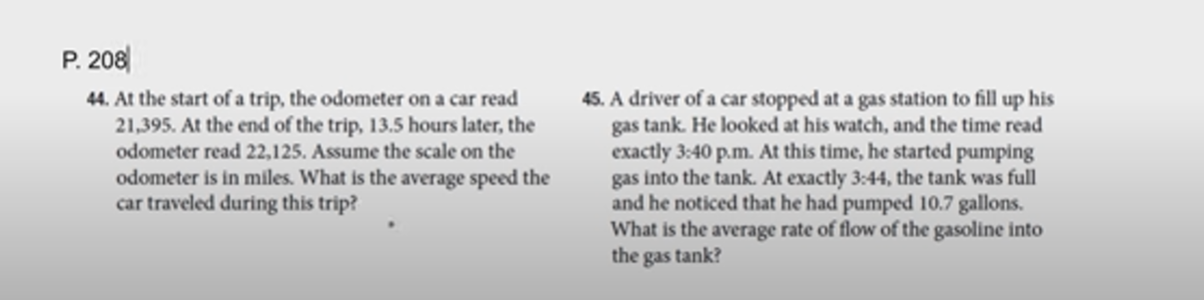 P. 208
44. At the start of a trip, the odometer on a car read
21,395. At the end of the trip, 13.5 hours later, the
odometer read 22,125. Assume the scale on the
odometer is in miles. What is the average speed the
car traveled during this trip?
45. A driver of a car stopped at a gas station to fill up his
gas tank. He looked at his watch, and the time read
exactly 3:40 p.m. At this time, he started pumping
gas into the tank. At exactly 3:44, the tank was full
and he noticed that he had pumped 10.7 gallons.
What is the average rate of flow of the gasoline into
the gas tank?